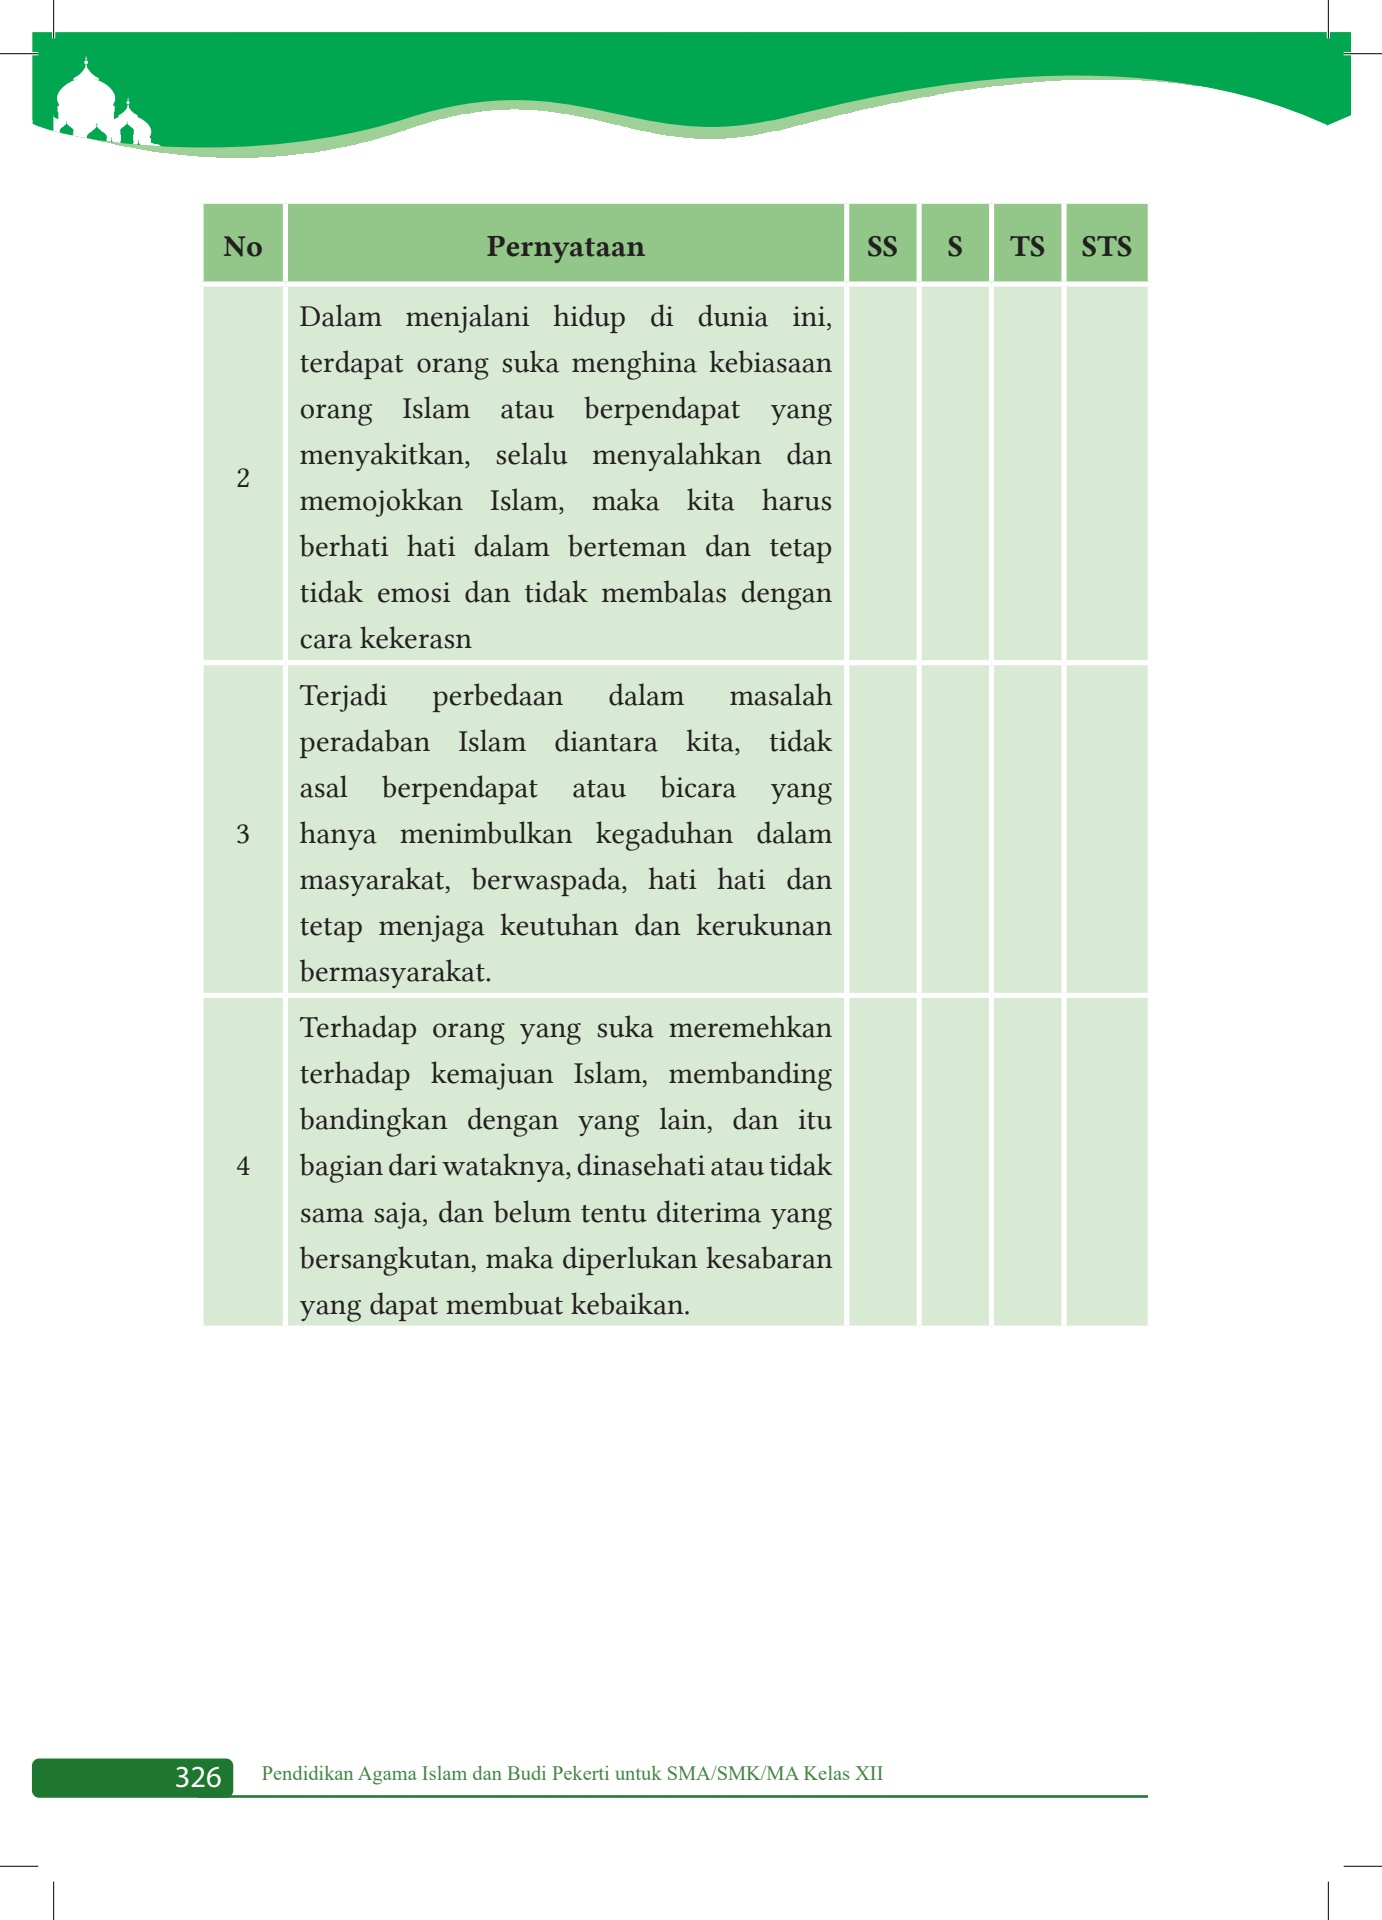 No Pernyataan SS S TS STS
Dalam menjalani hidup di dunia ini,
terdapat orang suka menghina kebiasaan
orang Islam atau berpendapat yang
menyakitkan, selalu menyalahkan dan
2
memojokkan Islam, maka kita harus
berhati hati dalam berteman dan tetap
tidak emosi dan tidak membalas dengan
cara kekerasn
Terjadi perbedaan dalam masalah
peradaban Islam diantara kita, tidak
asal berpendapat atau bicara yang
3 hanya menimbulkan kegaduhan dalam
masyarakat, berwaspada, hati hati dan
tetap menjaga keutuhan dan kerukunan
bermasyarakat.
Terhadap orang yang suka meremehkan
terhadap kemajuan Islam, membanding
bandingkan dengan yang lain, dan itu
4 bagian dari wataknya, dinasehati atau tidak
sama saja, dan belum tentu diterima yang
bersangkutan, maka diperlukan kesabaran
yang dapat membuat kebaikan.
326 Pendidikan Agama Islam dan Budi Pekerti untuk SMA/SMK/MA Kelas XII